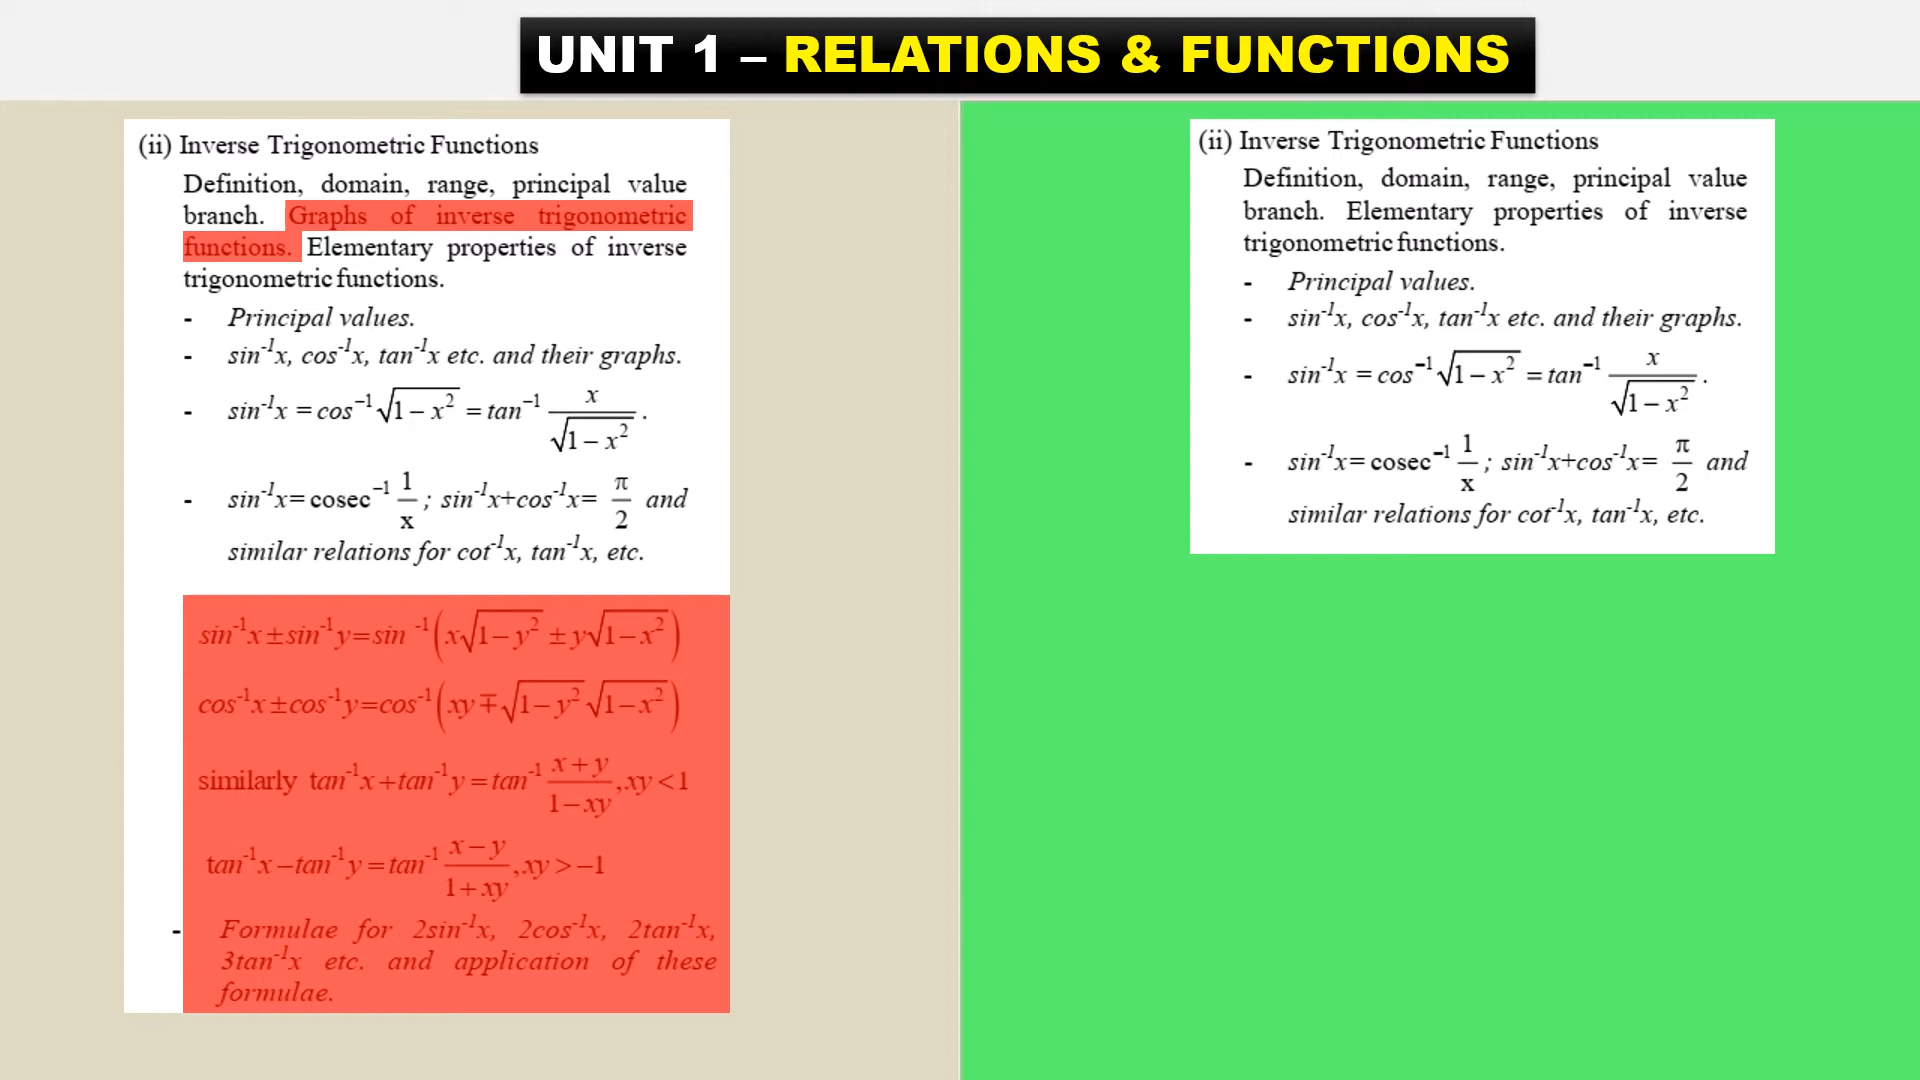 UNIT 1 – RELATIONS & FUNCTIONS
(ii) Inverse Trigonometric Functions
Definition, domain, range, principal value
branch. Graphs of inverse trigonometric
functions. Elementary properties of inverse
trigonometric functions.
- Principal values.
- sin⁻¹x, cos⁻¹x, tan⁻¹x etc. and their graphs.
- sin⁻¹x = cos⁻¹√(1 – x²) = tan⁻¹ x/√(1 – x²) .
- sin⁻¹x= cosec⁻¹ 1/x ; sin⁻¹x+cos⁻¹x= π/2 and
similar relations for cot⁻¹x, tan⁻¹x, etc.
sin⁻¹x ± sin⁻¹y = sin⁻¹(x√(1 – y²) ± y√(1 – x²))
cos⁻¹x ± cos⁻¹y = cos⁻¹(xy ∓ √(1 – y²) √(1 – x²))
similarly tan⁻¹x + tan⁻¹y = tan⁻¹ (x + y)/(1 – xy) , xy < 1
tan⁻¹x – tan⁻¹y = tan⁻¹ (x – y)/(1 + xy) , xy > –1
- Formulae for 2sin⁻¹x, 2cos⁻¹x, 2tan⁻¹x,
3tan⁻¹x etc. and application of these
formulae.
(ii) Inverse Trigonometric Functions
Definition, domain, range, principal value
branch. Elementary properties of inverse
trigonometric functions.
- Principal values.
- sin⁻¹x, cos⁻¹x, tan⁻¹x etc. and their graphs.
- sin⁻¹x = cos⁻¹√(1 – x²) = tan⁻¹ x/√(1 – x²) .
- sin⁻¹x= cosec⁻¹ 1/x ; sin⁻¹x+cos⁻¹x= π/2 and
similar relations for cot⁻¹x, tan⁻¹x, etc.